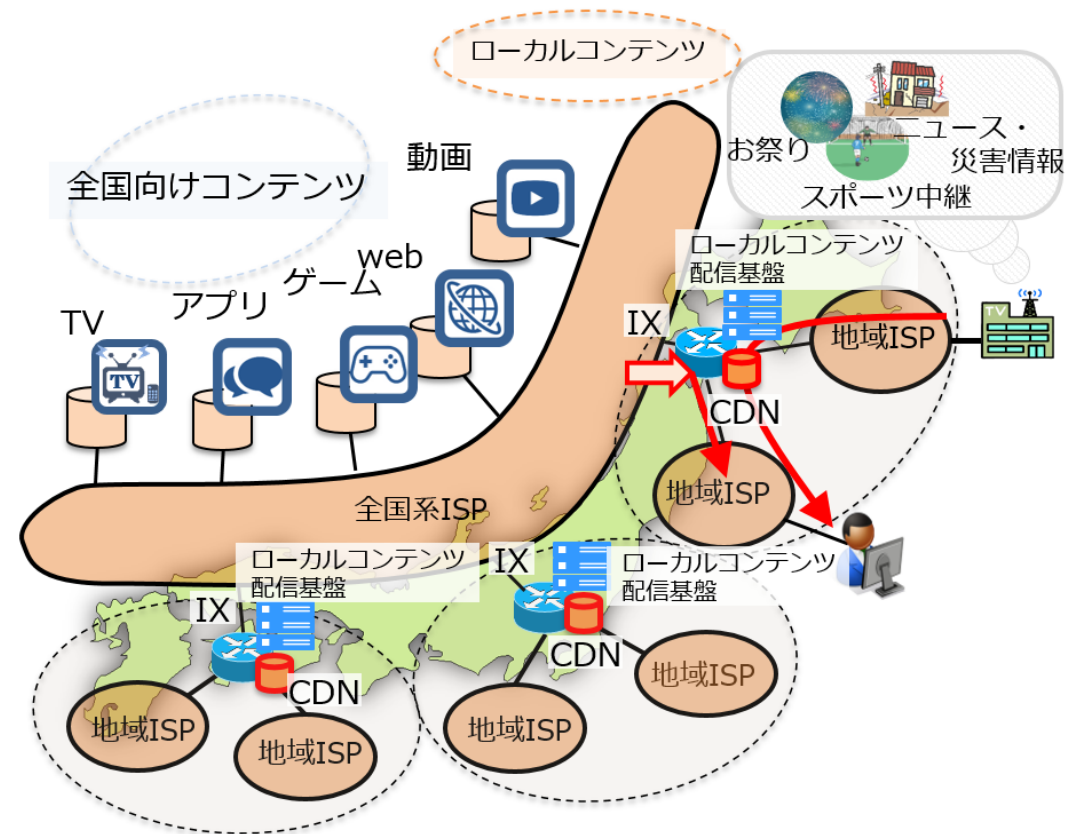 ローカルコンテンツ
全国向けコンテンツ
動画
web
ゲーム
アプリ
TV
TV
お祭り
ニュース・
災害情報
スポーツ中継
ローカルコンテンツ
配信基盤
IX
地域ISP
TV
CDN
地域ISP
全国系ISP
ローカルコンテンツ
配信基盤
IX
CDN
地域ISP
地域ISP
IX
ローカルコンテンツ
配信基盤
CDN
地域ISP
地域ISP